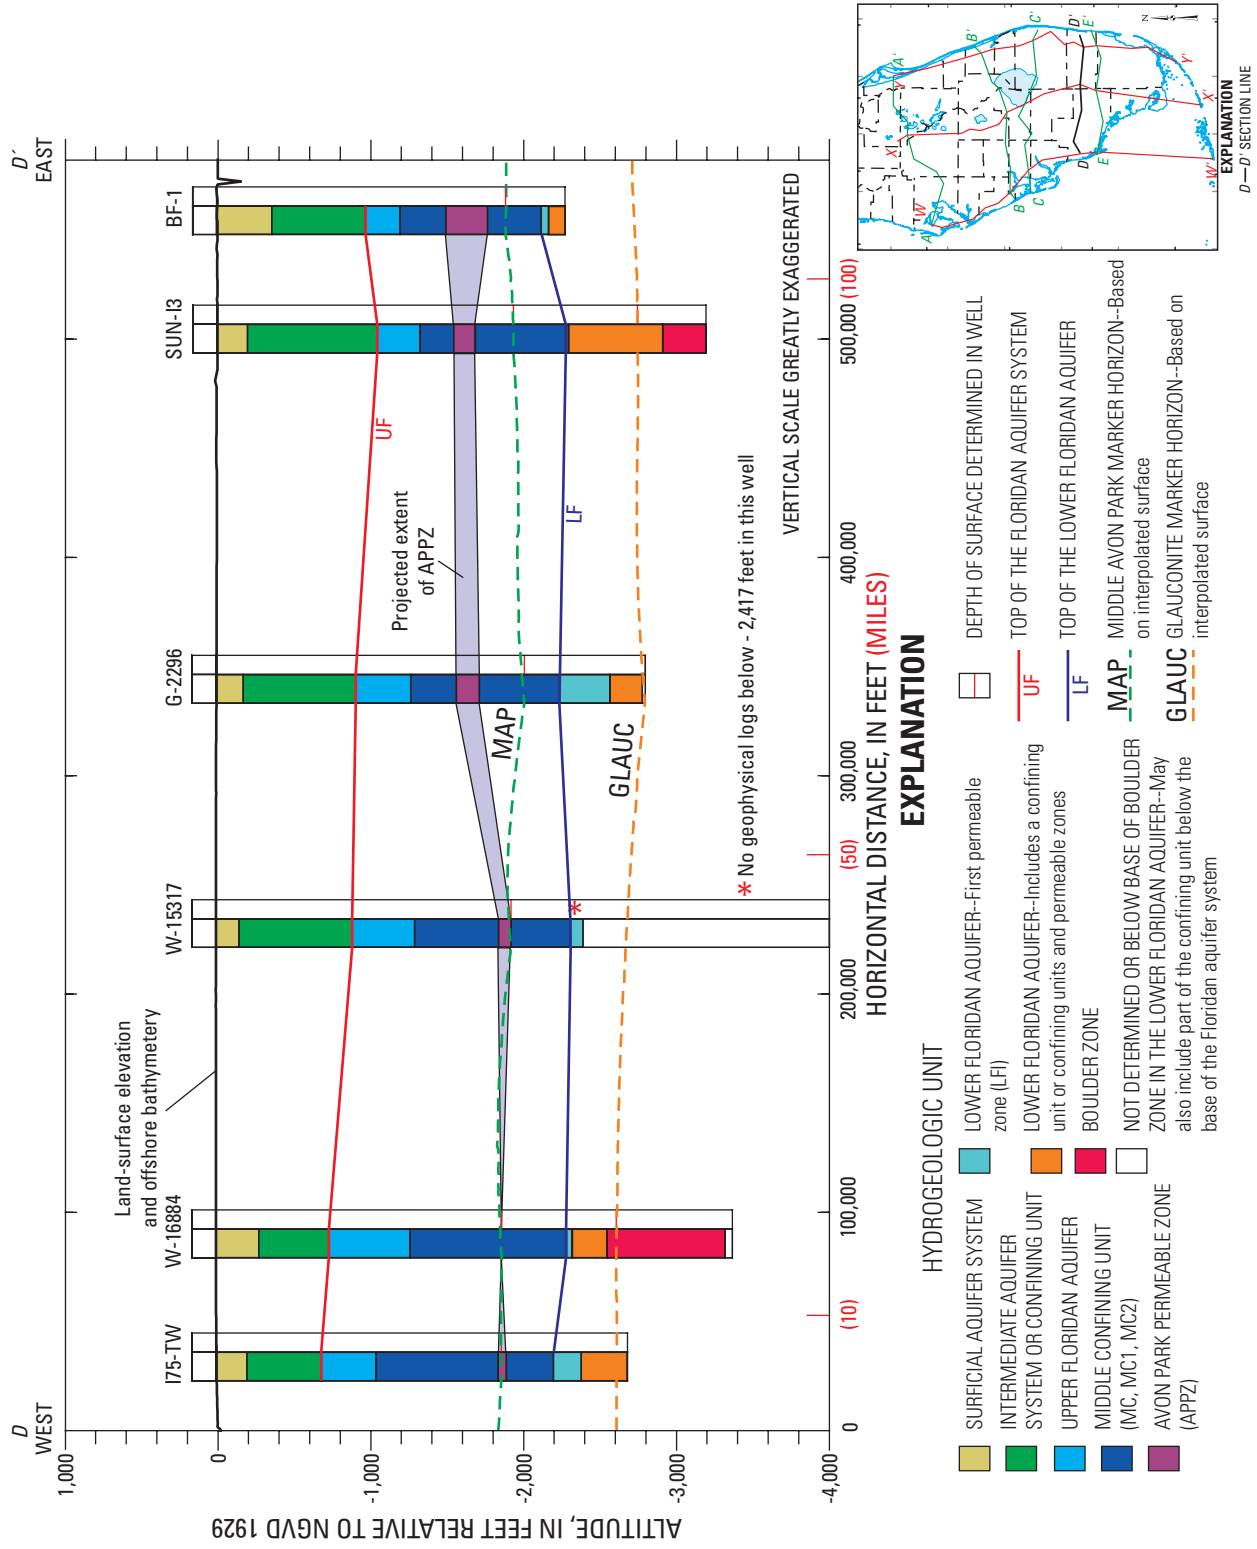 D
WEST
D′
EAST
I75-TW
W-16884
W-15317
G-2296
SUN-I3
BF-1
1,000
0
-1,000
-2,000
-3,000
-4,000
ALTITUDE, IN FEET RELATIVE TO NGVD 1929
Land-surface elevation
and offshore bathymetery
UF
Projected extent
of APPZ
MAP
LF
GLAUC
*
* No geophysical logs below - 2,417 feet in this well
VERTICAL SCALE GREATLY EXAGGERATED
0
(10)
100,000
200,000
(50)
300,000
400,000
500,000
(100)
HORIZONTAL DISTANCE, IN FEET (MILES)
EXPLANATION
HYDROGEOLOGIC UNIT
SURFICIAL AQUIFER SYSTEM
INTERMEDIATE AQUIFER
SYSTEM OR CONFINING UNIT
UPPER FLORIDAN AQUIFER
MIDDLE CONFINING UNIT
(MC, MC1, MC2)
AVON PARK PERMEABLE ZONE
(APPZ)
LOWER FLORIDAN AQUIFER--First permeable
zone (LFI)
LOWER FLORIDAN AQUIFER--Includes a confining
unit or confining units and permeable zones
BOULDER ZONE
NOT DETERMINED OR BELOW BASE OF BOULDER
ZONE IN THE LOWER FLORIDAN AQUIFER--May
also include part of the confining unit below the
base of the Floridan aquifer system
DEPTH OF SURFACE DETERMINED IN WELL
UF
TOP OF THE FLORIDAN AQUIFER SYSTEM
LF
TOP OF THE LOWER FLORIDAN AQUIFER
MAP
MIDDLE AVON PARK MARKER HORIZON--Based
on interpolated surface
GLAUC
GLAUCONITE MARKER HORIZON--Based on
interpolated surface
A
A'
W
X
Y
B
B'
C
C'
D
D'
E
E'
W'
X'
Y'
N
EXPLANATION
D — D' SECTION LINE